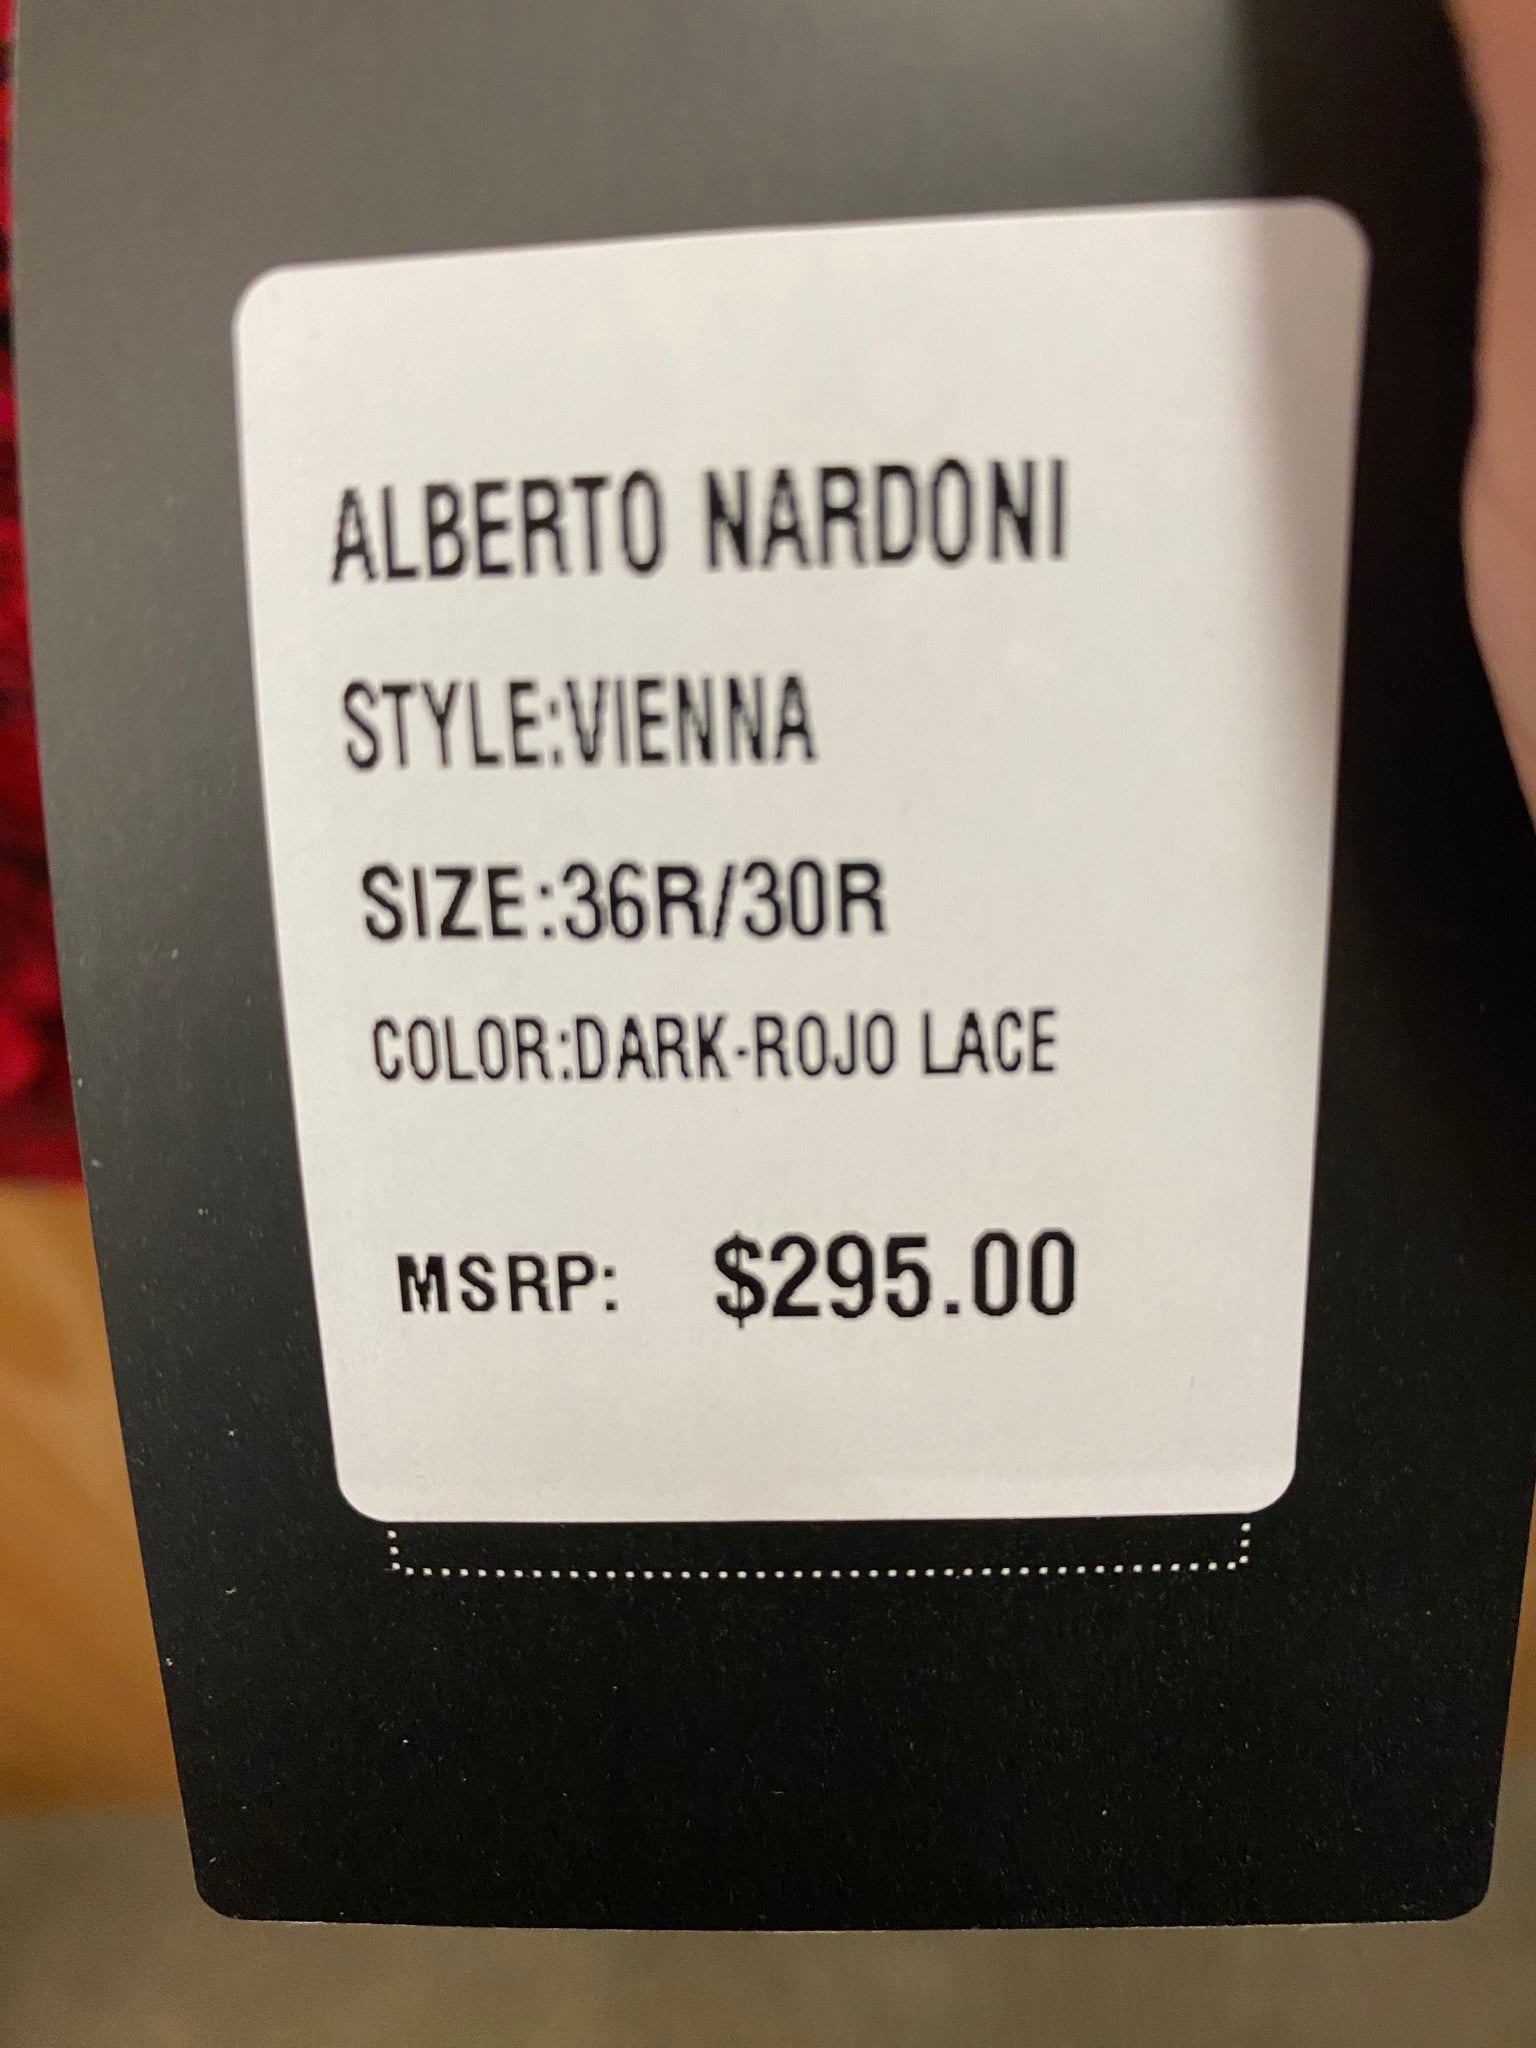 ALBERTO NARDONI
STYLE:VIENNA
SIZE:36R/30R
COLOR:DARK-ROJO LACE
MSRP: $295.00